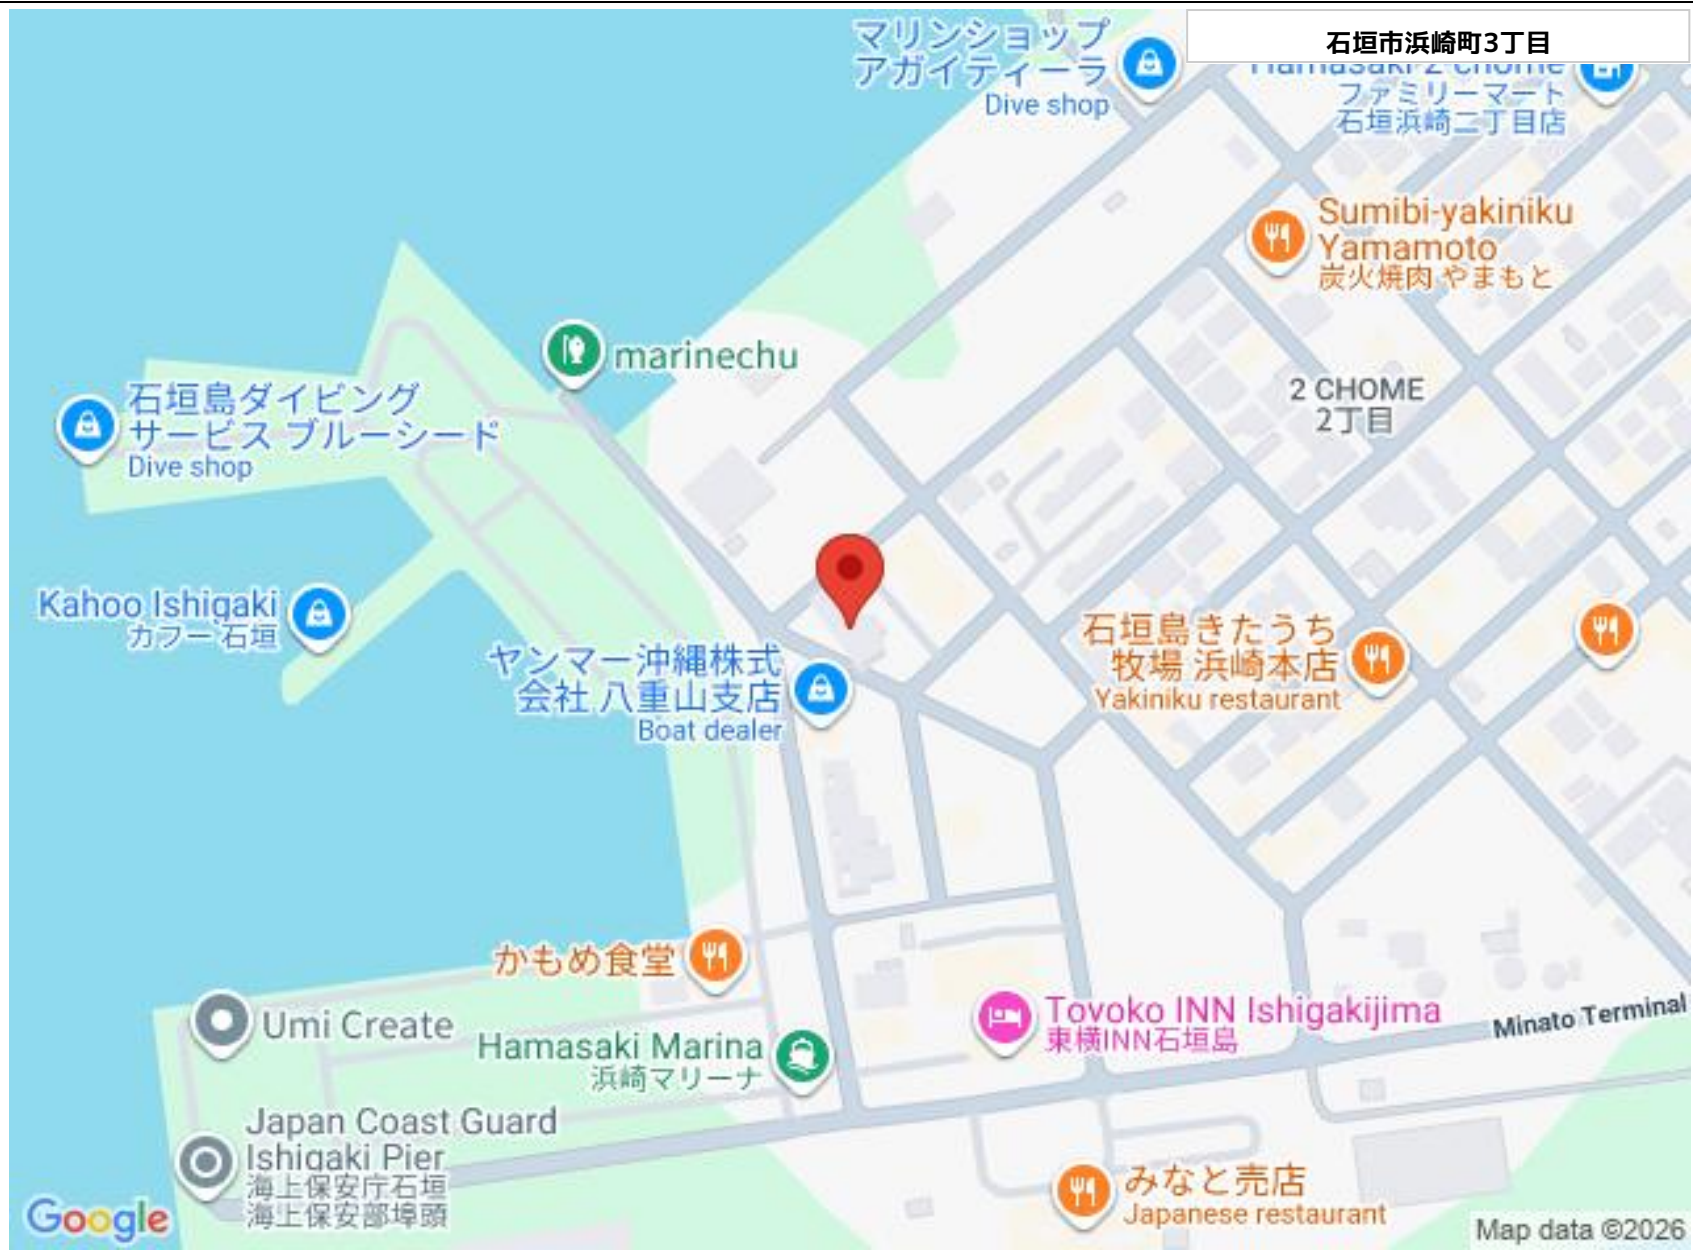 石垣市浜崎町3丁目
マリンショップ
アガイティーラ
Dive shop
Hamasaki 2-chome
ファミリーマート
石垣浜崎二丁目店
Sumibi-yakiniku
Yamamoto
炭火焼肉 やまもと
marinechu
2 CHOME
2丁目
石垣島ダイビング
サービス ブルーシード
Dive shop
Kahoo Ishigaki
カフー 石垣
ヤンマー沖縄株式
会社 八重山支店
Boat dealer
石垣島きたうち
牧場 浜崎本店
Yakiniku restaurant
かもめ食堂
Umi Create
Hamasaki Marina
浜崎マリーナ
Toyoko INN Ishigakijima
東横INN石垣島
Minato Terminal
Japan Coast Guard
Ishigaki Pier
海上保安庁石垣
海上保安部埠頭
みなと売店
Japanese restaurant
Google
Map data ©2026